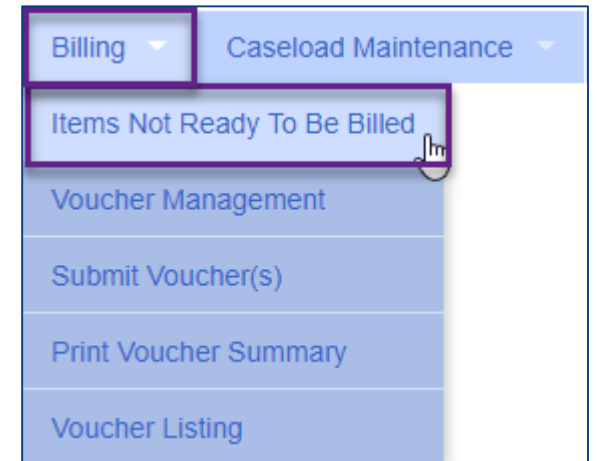 Billing Caseload Maintenance
Items Not Ready To Be Billed
Voucher Management
Submit Voucher(s)
Print Voucher Summary
Voucher Listing